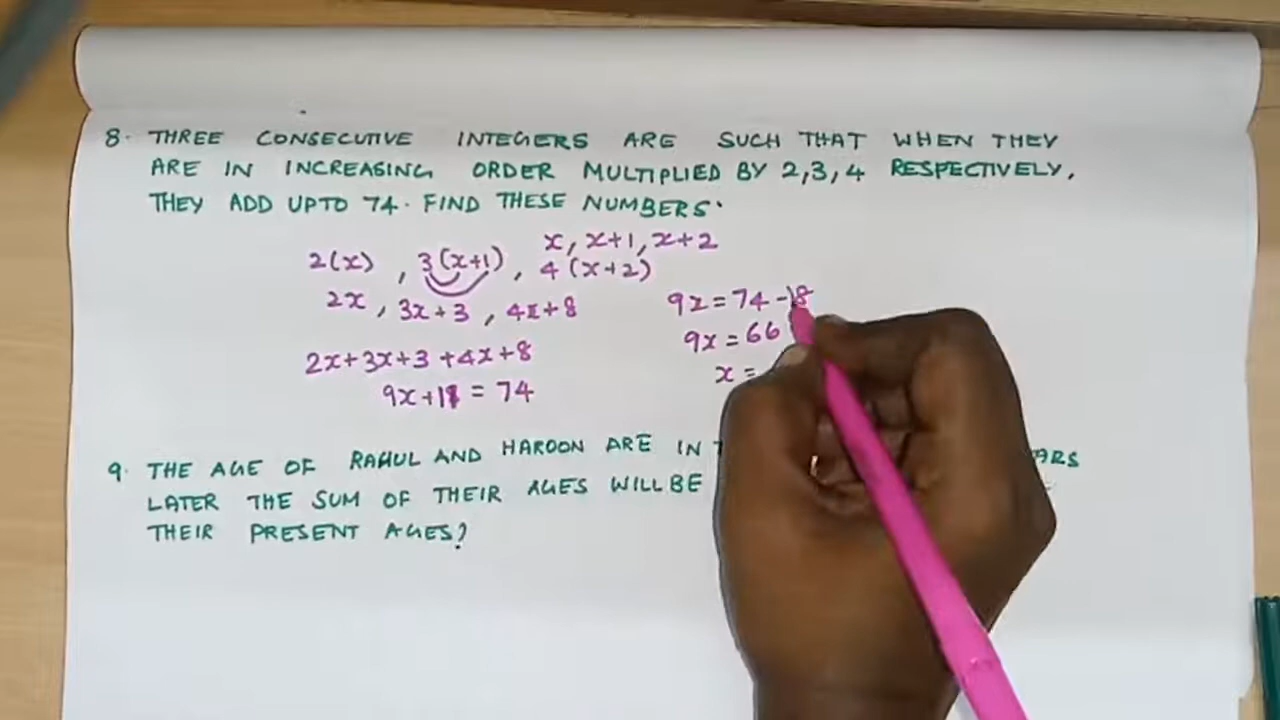 8. THREE CONSECUTIVE INTEGERS ARE SUCH THAT WHEN THEY
ARE IN INCREASING ORDER MULTIPLIED BY 2,3,4 RESPECTIVELY,
THEY ADD UPTO 74. FIND THESE NUMBERS.
x, x+1, x+2
2(x) , 3(x+1) , 4(x+2)
2x , 3x+3 , 4x+8
2x+3x+3+4x+8
9x+11 = 74
9x=74-18
9x=66
x=
9. THE AGE OF RAHUL AND HAROON ARE IN
LATER THE SUM OF THEIR AGES WILL BE
THEIR PRESENT AGES?